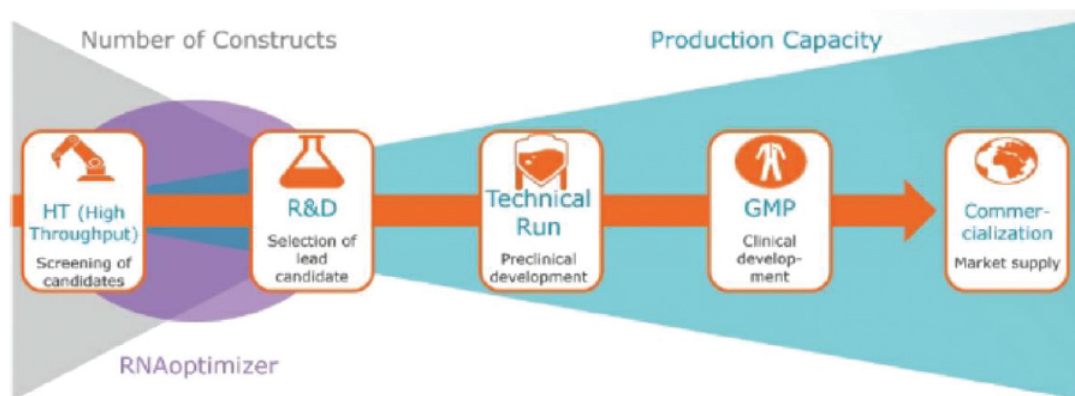 Number of Constructs
Production Capacity
HT (High
Throughput)
Screening of
candidates
R&D
Selection of
lead
candidate
Technical
Run
Preclinical
development
GMP
Clinical
develop-
ment
Commer-
cialization
Market supply
RNAoptimizer